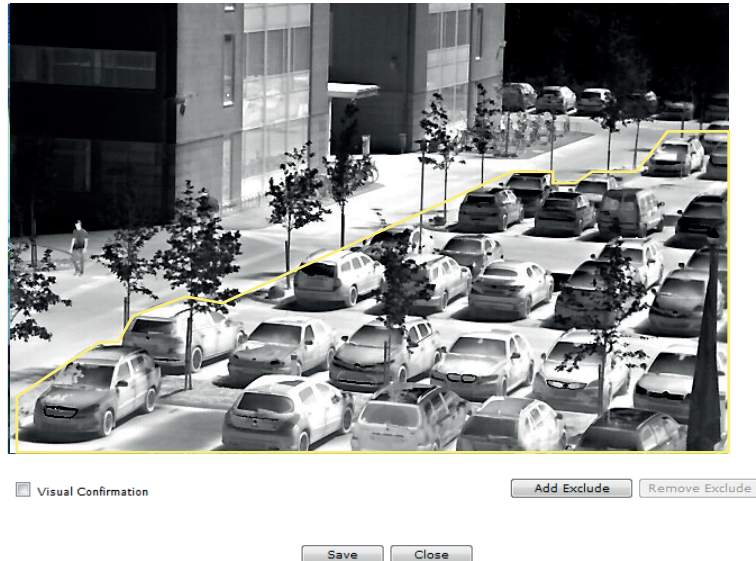 Visual Confirmation
Add Exclude
Remove Exclude
Save
Close